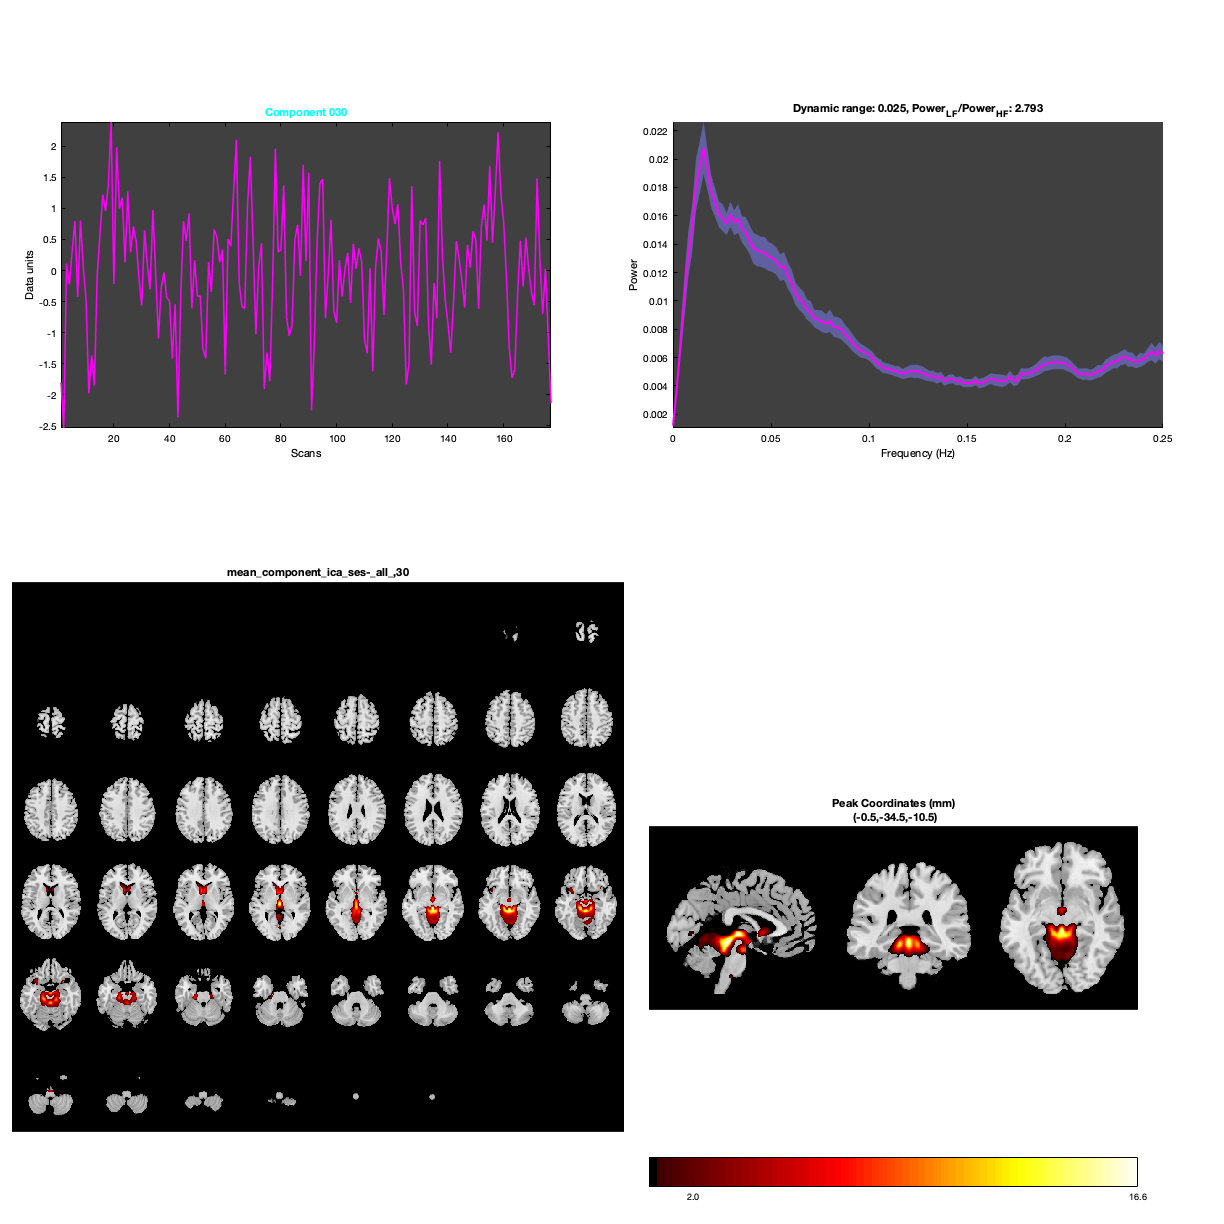 Component 030
2
1.5
1
0.5
0
-0.5
-1
-1.5
-2
-2.5
Data units
20 40 60 80 100 120 140 160
Scans
Dynamic range: 0.025, PowerLF/PowerHF: 2.793
0.022
0.02
0.018
0.016
0.014
0.012
0.01
0.008
0.006
0.004
0.002
Power
0 0.05 0.1 0.15 0.2 0.25
Frequency (Hz)
mean_component_ica_ses-_all_,30
Peak Coordinates (mm)
(-0.5,-34.5,-10.5)
2.0 16.6